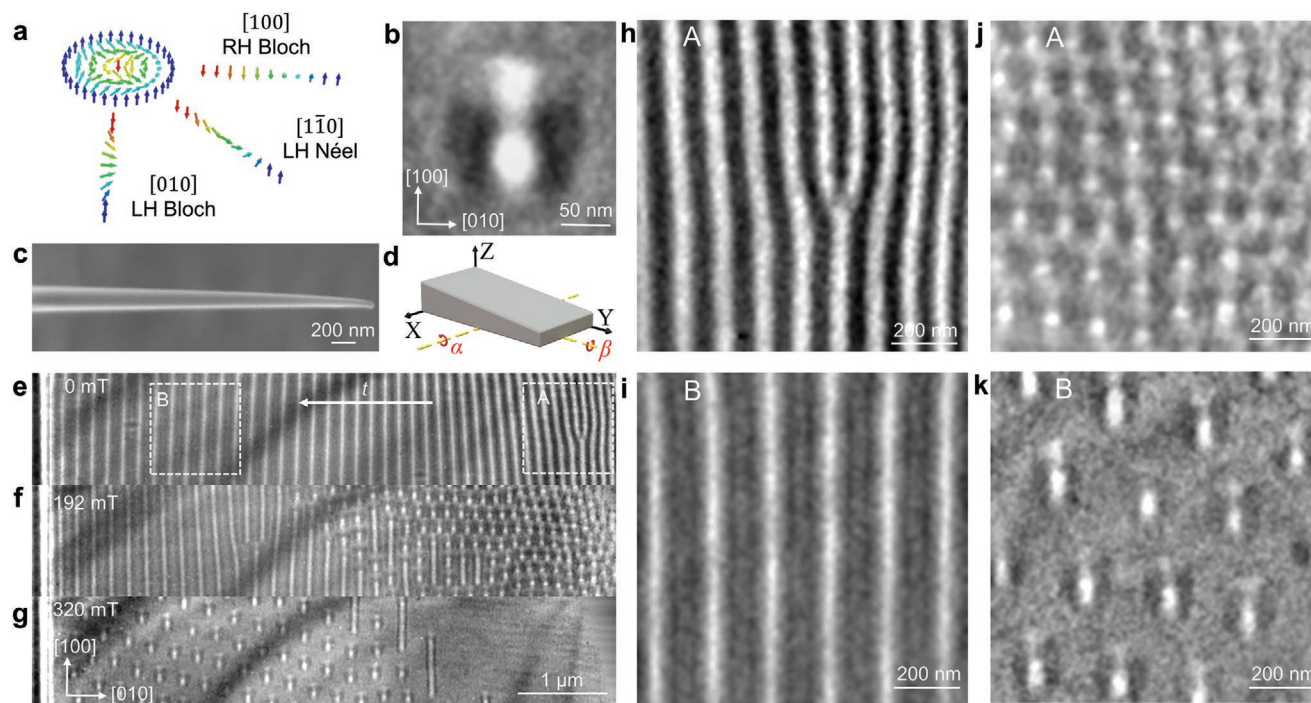 a
[100]
RH Bloch
[11̅0]
LH Néel
[010]
LH Bloch
b
[100]
[010]
50 nm
c
200 nm
d
Z
X
Y
α
β
e
0 mT
B
t
A
f
192 mT
g
320 mT
[100]
[010]
1 µm
h
A
200 nm
i
B
200 nm
j
A
200 nm
k
B
200 nm